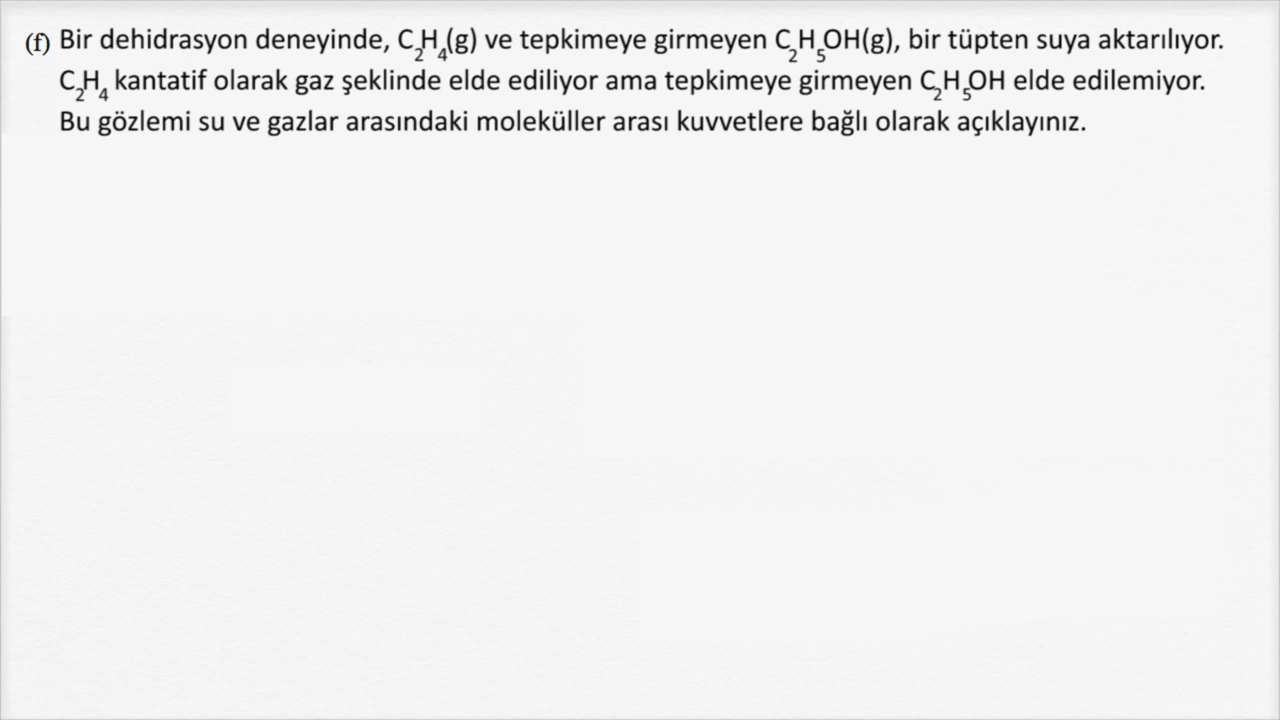 (f) Bir dehidrasyon deneyinde, C₂H₄(g) ve tepkimeye girmeyen C₂H₅OH(g), bir tüpten suya aktarılıyor.
C₂H₄ kantatif olarak gaz şeklinde elde ediliyor ama tepkimeye girmeyen C₂H₅OH elde edilemiyor.
Bu gözlemi su ve gazlar arasındaki moleküller arası kuvvetlere bağlı olarak açıklayınız.